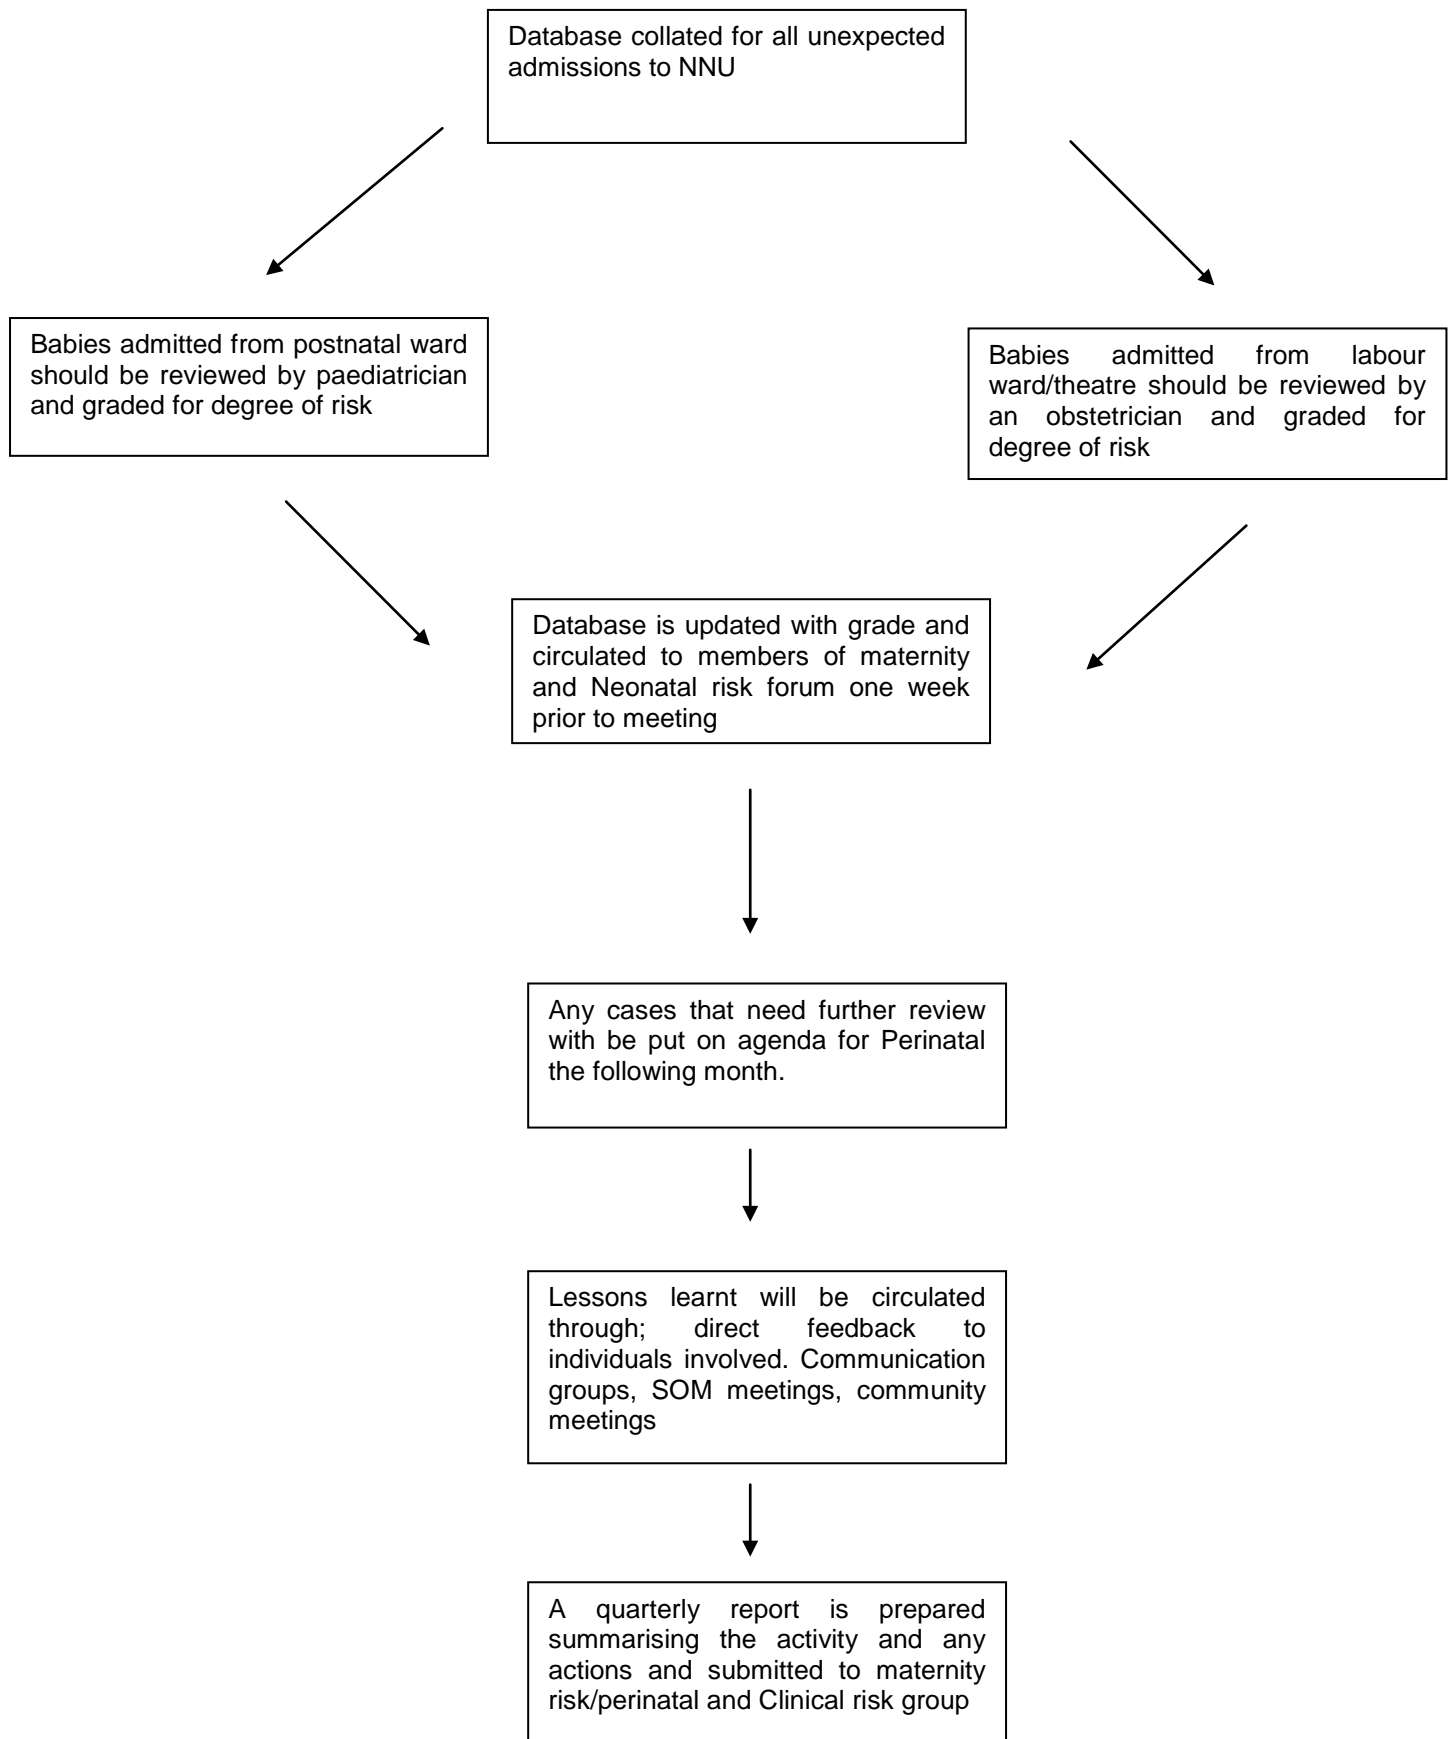 Database collated for all unexpected
admissions to NNU
Babies admitted from postnatal ward
should be reviewed by paediatrician
and graded for degree of risk
Babies admitted from labour
ward/theatre should be reviewed by
an obstetrician and graded for
degree of risk
Database is updated with grade and
circulated to members of maternity
and Neonatal risk forum one week
prior to meeting
Any cases that need further review
with be put on agenda for Perinatal
the following month.
Lessons learnt will be circulated
through; direct feedback to
individuals involved. Communication
groups, SOM meetings, community
meetings
A quarterly report is prepared
summarising the activity and any
actions and submitted to maternity
risk/perinatal and Clinical risk group